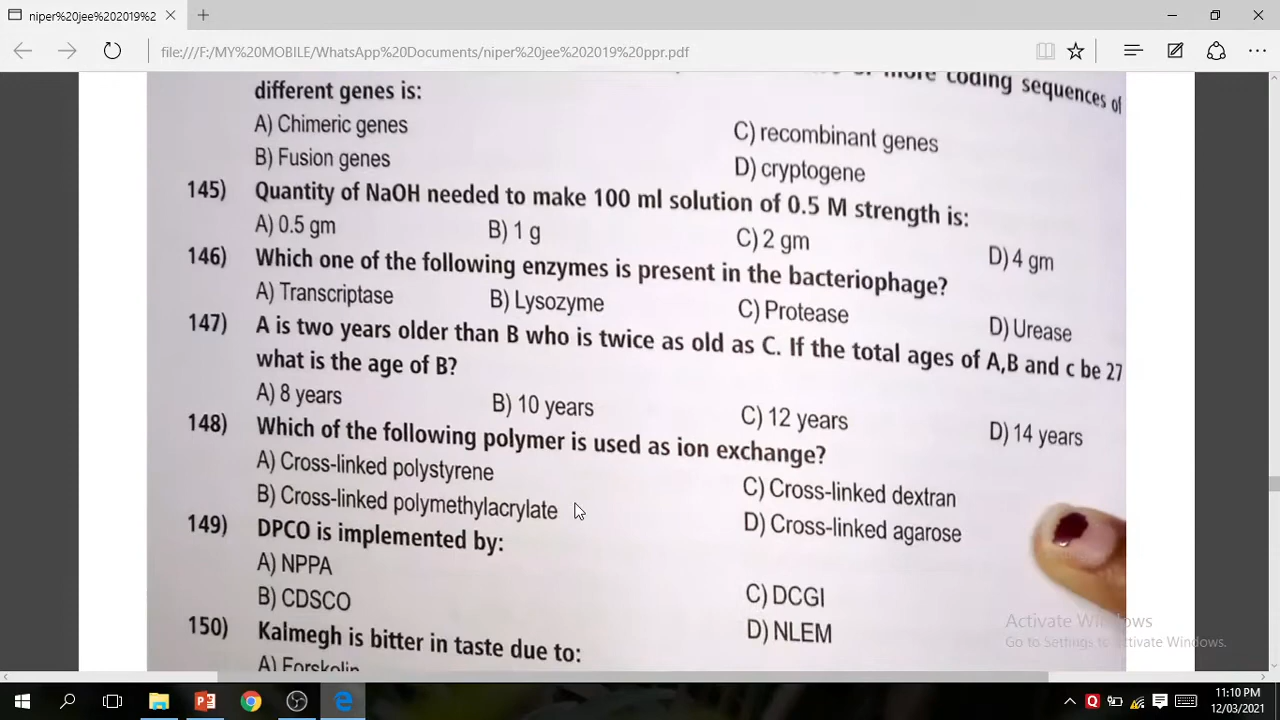 niper%20jee%202019%2
file:///F:/MY%20MOBILE/WhatsApp%20Documents/niper%20jee%202019%20ppr.pdf
more coding sequences of
different genes is:
A) Chimeric genes
C) recombinant genes
B) Fusion genes
D) cryptogene
145) Quantity of NaOH needed to make 100 ml solution of 0.5 M strength is:
A) 0.5 gm B) 1 g C) 2 gm D) 4 gm
146) Which one of the following enzymes is present in the bacteriophage?
A) Transcriptase B) Lysozyme C) Protease D) Urease
147) A is two years older than B who is twice as old as C. If the total ages of A,B and c be 27
what is the age of B?
A) 8 years B) 10 years C) 12 years D) 14 years
148) Which of the following polymer is used as ion exchange?
A) Cross-linked polystyrene C) Cross-linked dextran
B) Cross-linked polymethylacrylate D) Cross-linked agarose
149) DPCO is implemented by:
A) NPPA C) DCGI
B) CDSCO D) NLEM
150) Kalmegh is bitter in taste due to:
A) Forskolin
Activate Windows
Go to Settings to activate Windows.
11:10 PM
12/03/2021